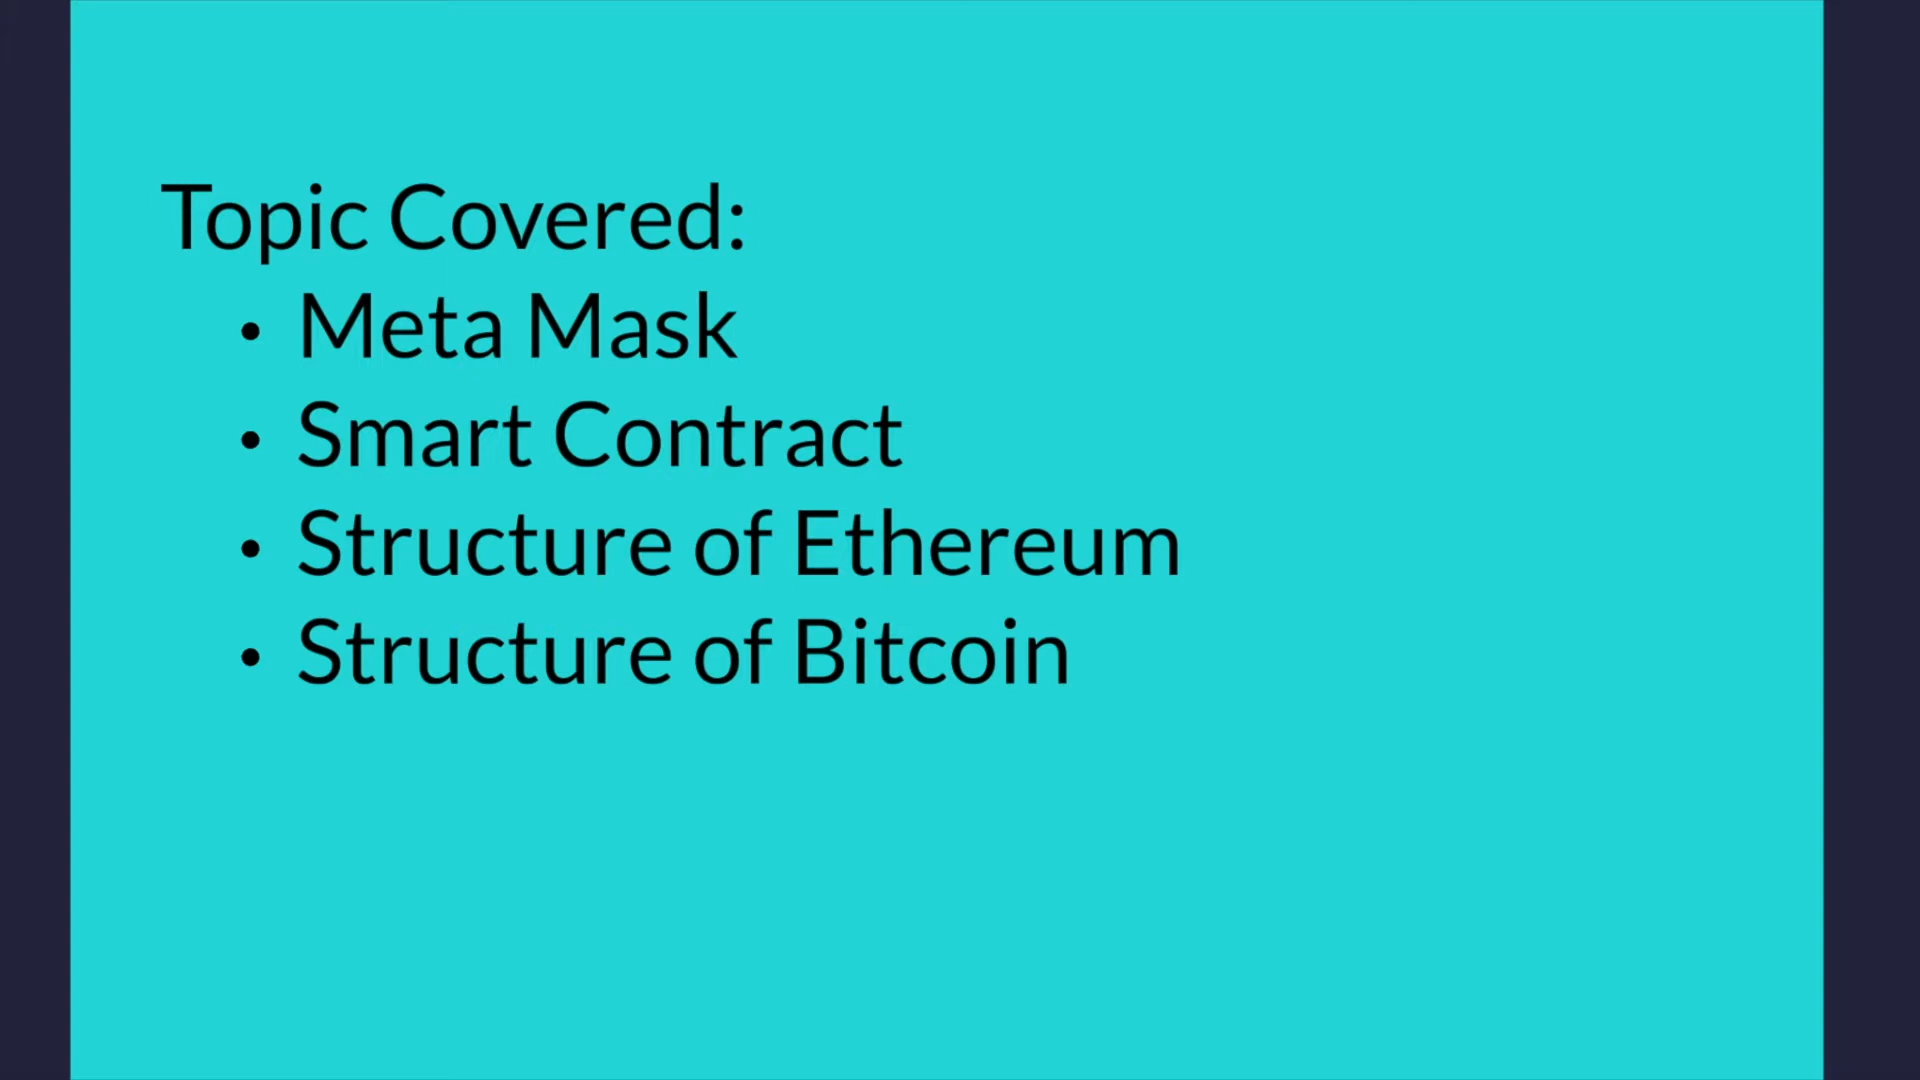 Topic Covered:
• Meta Mask
• Smart Contract
• Structure of Ethereum
• Structure of Bitcoin